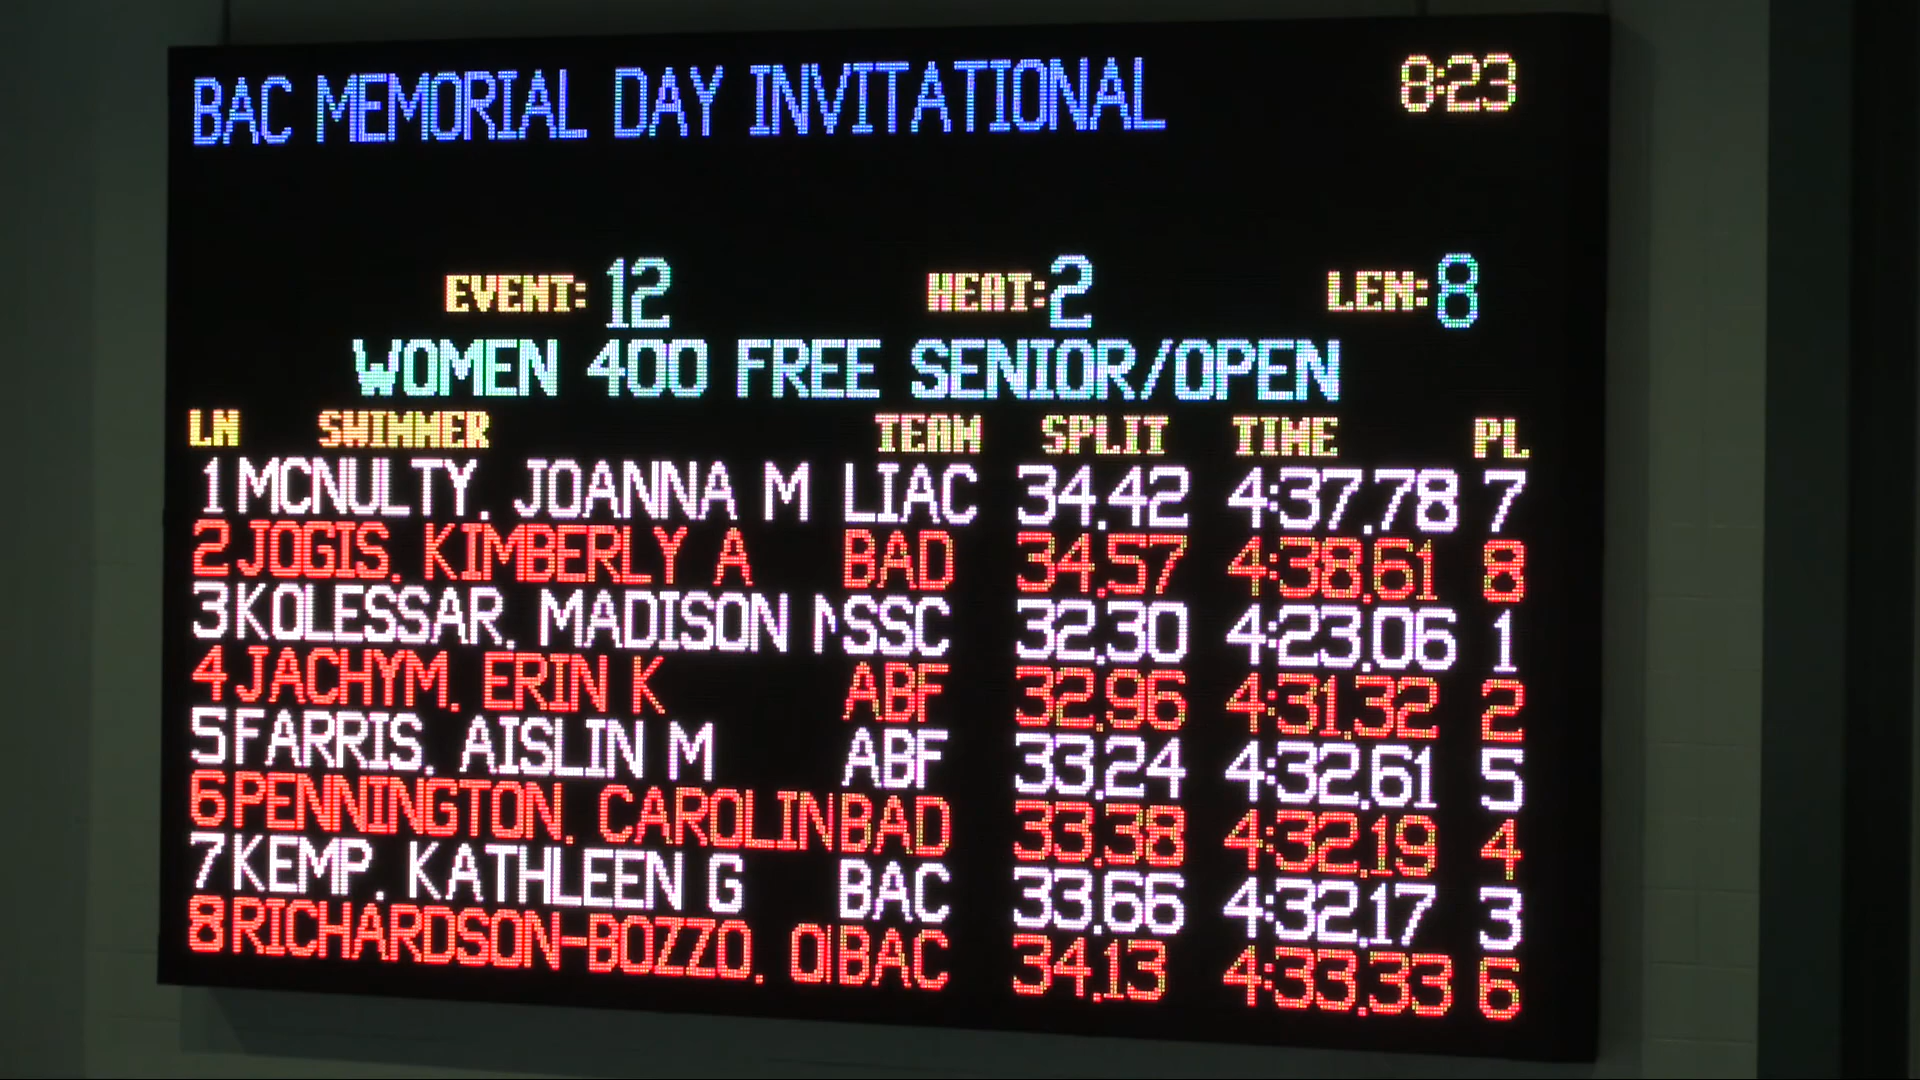 BAC MEMORIAL DAY INVITATIONAL 8:23
EVENT: 12 HEAT: 2 LEN: 8
WOMEN 400 FREE SENIOR/OPEN
LN SWIMMER TEAM SPLIT TIME PL
1 MCNULTY, JOANNA M LIAC 34.42 4:37.78 7
2 JOGIS, KIMBERLY A BAD 34.57 4:38.61 8
3 KOLESSAR, MADISON SSC 32.30 4:23.06 1
4 JACHYM, ERIN K ABF 32.96 4:31.32 2
5 FARRIS, AISLIN M ABF 33.24 4:32.61 5
6 PENNINGTON, CAROLIN BAD 33.38 4:32.19 4
7 KEMP, KATHLEEN G BAC 33.66 4:32.17 3
8 RICHARDSON-BOZZO, O BAC 34.13 4:33.33 6